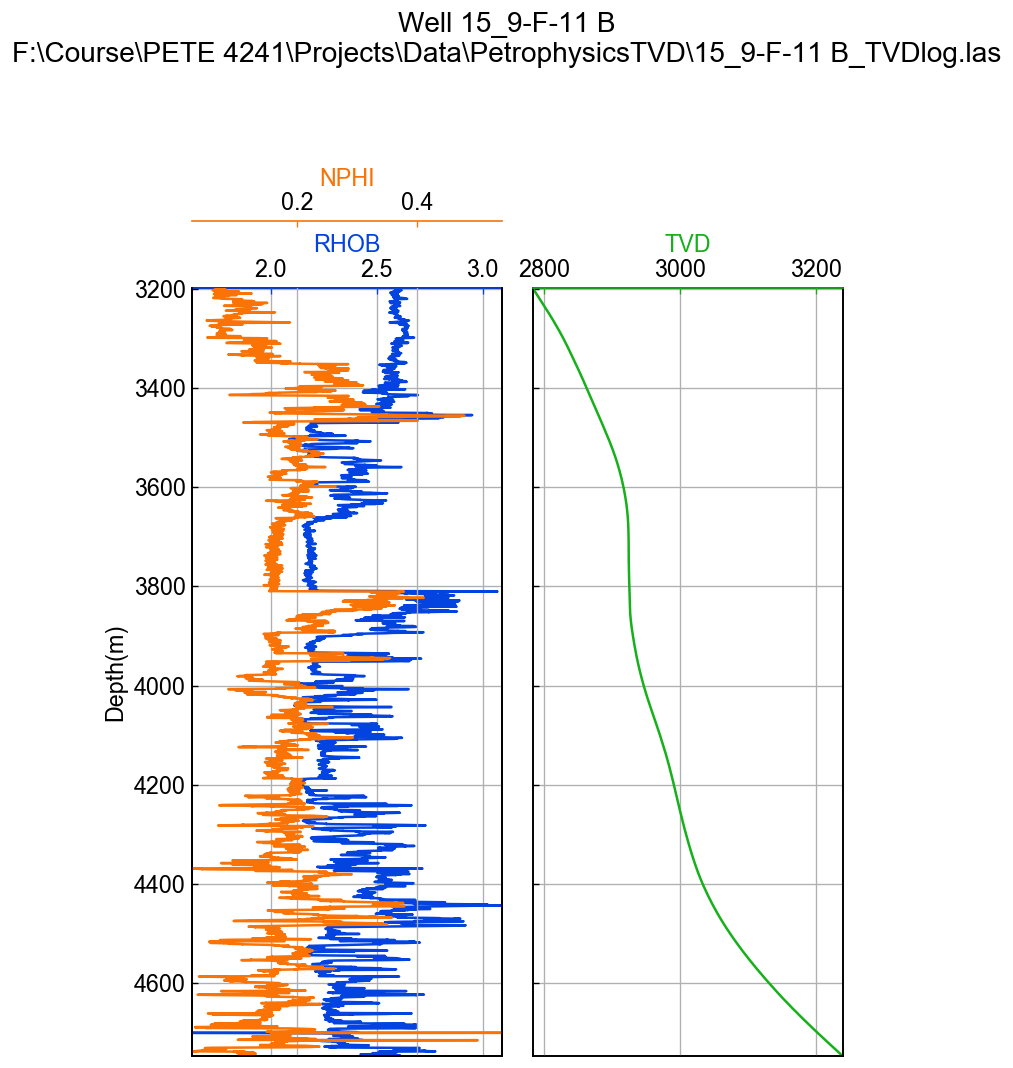 Well 15_9-F-11 B
F:\Course\PETE 4241\Projects\Data\PetrophysicsTVD\15_9-F-11 B_TVDlog.las
NPHI
0.2 0.4
RHOB TVD
2.0 2.5 3.0 2800 3000 3200
3200
3400
3600
3800
4000
4200
4400
4600
Depth(m)